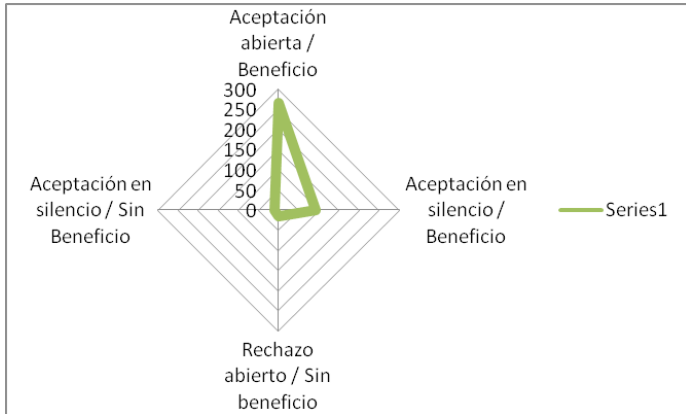 Aceptación
abierta /
Beneficio
300
250
200
150
100
50
0
Aceptación en
silencio / Sin
Beneficio
Aceptación en
silencio /
Beneficio
Series1
Rechazo
abierto / Sin
beneficio